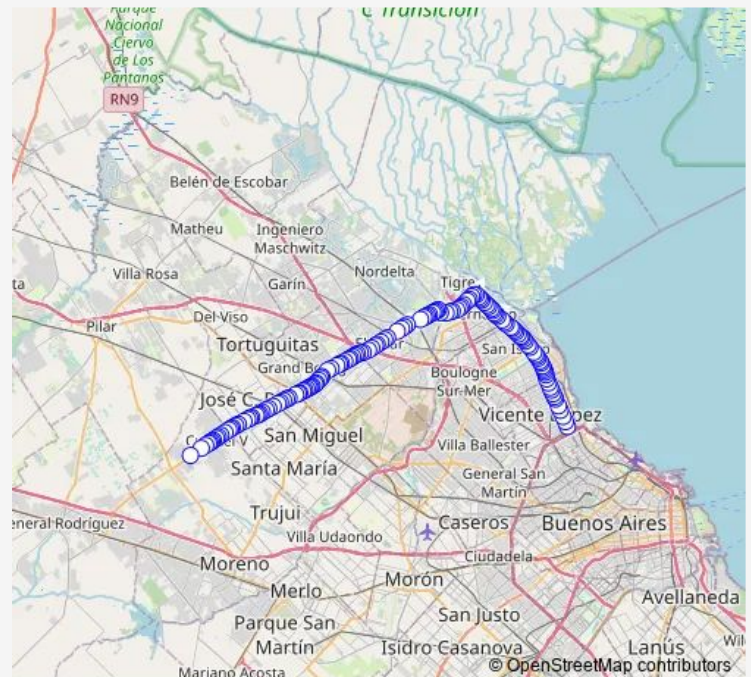 C Transición
Parque
Nacional
Ciervo
de Los
Pantanos
RN9
Belén de Escobar
Matheu
Ingeniero
Maschwitz
Nordelta
Villa Rosa
Garín
Tigre
Pilar
Del Viso
Tortuguitas
San
Grand
Boulogne
Sur-Mer
José C.
Vicente
San Miguel
Villa Ballester
Santa María
General San
Martín
Trujui
Caseros
Buenos Aires
eneral Rodríguez
Villa Udaondo
Moreno
Ciudadela
Morón
Merlo
Avellaneda
Parque San
Martín
San Justo
Isidro Casanova
Lanús
Wil
Mariano Acosta
© OpenStreetMap contributors